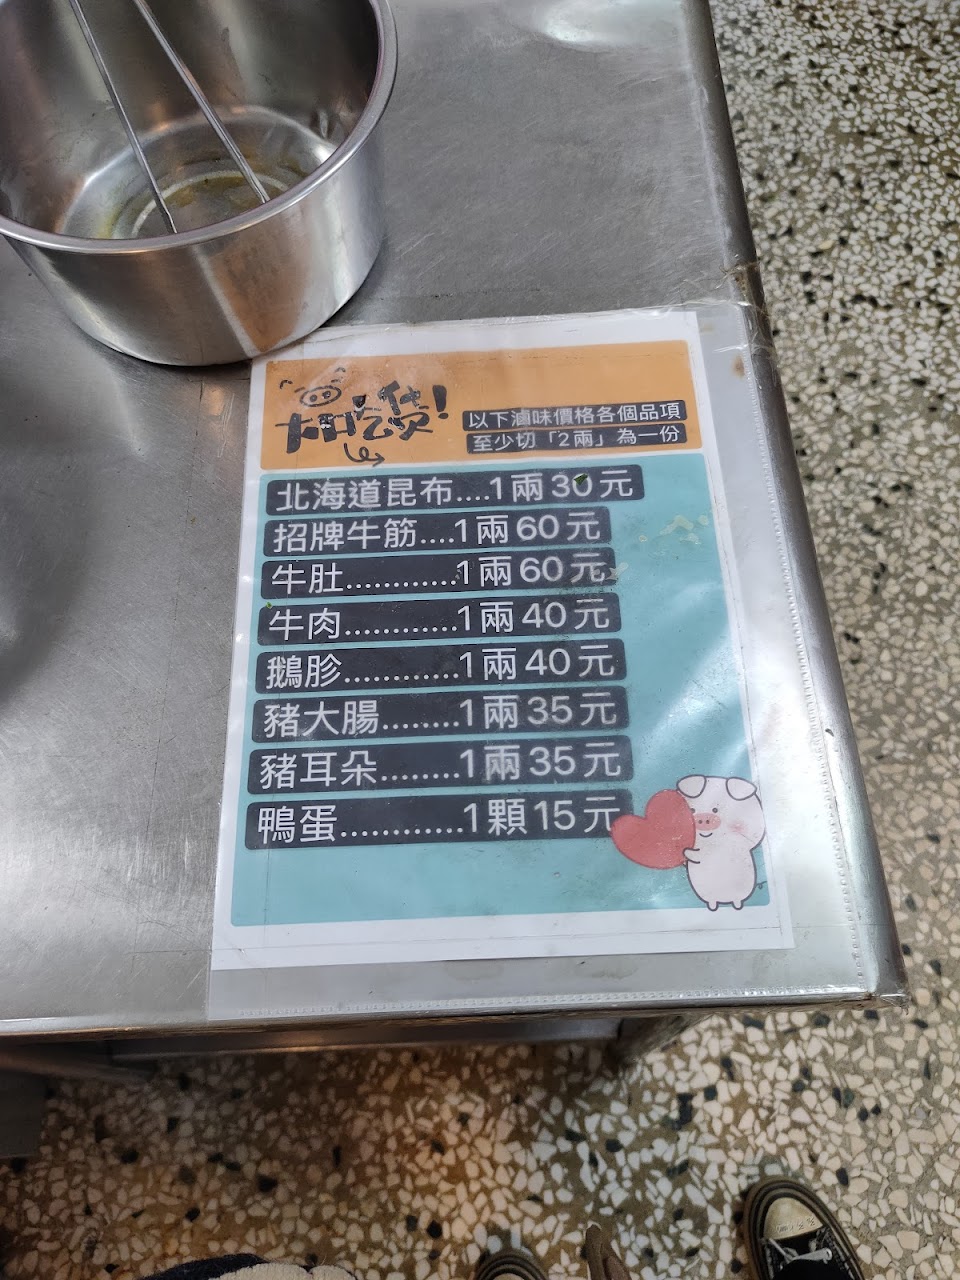 好吃貨!
以下滷味價格各個品項
至少切「2兩」為一份
北海道昆布....1兩30元
招牌牛筋....1兩60元
牛肚............1兩60元
牛肉............1兩40元
鵝胗............1兩40元
豬大腸........1兩35元
豬耳朵........1兩35元
鴨蛋............1顆15元